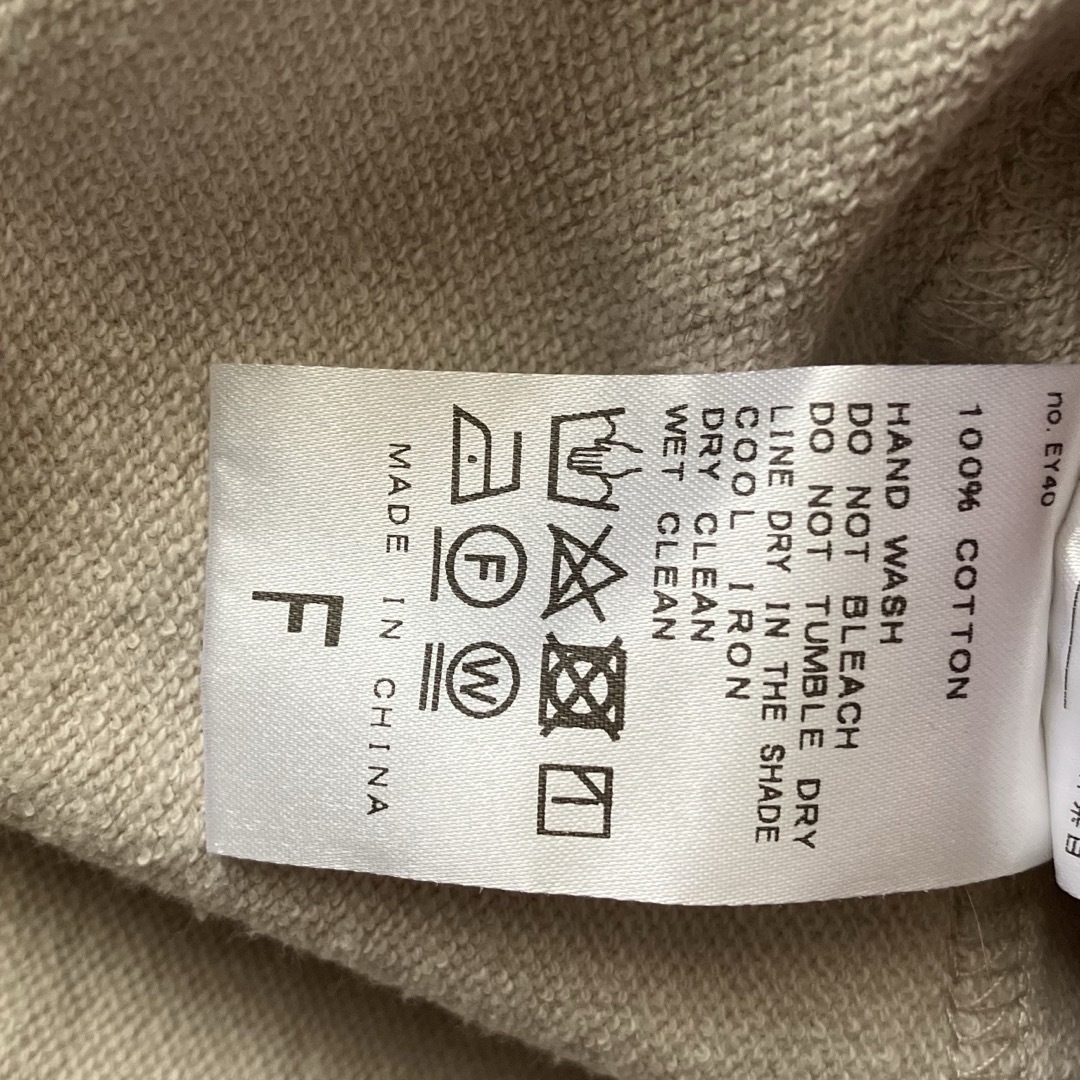 no. EY40
100% COTTON
HAND WASH
DO NOT BLEACH
DO NOT TUMBLE DRY
LINE DRY IN THE SHADE
COOL IRON
DRY CLEAN
WET CLEAN
F W
MADE IN CHINA
F